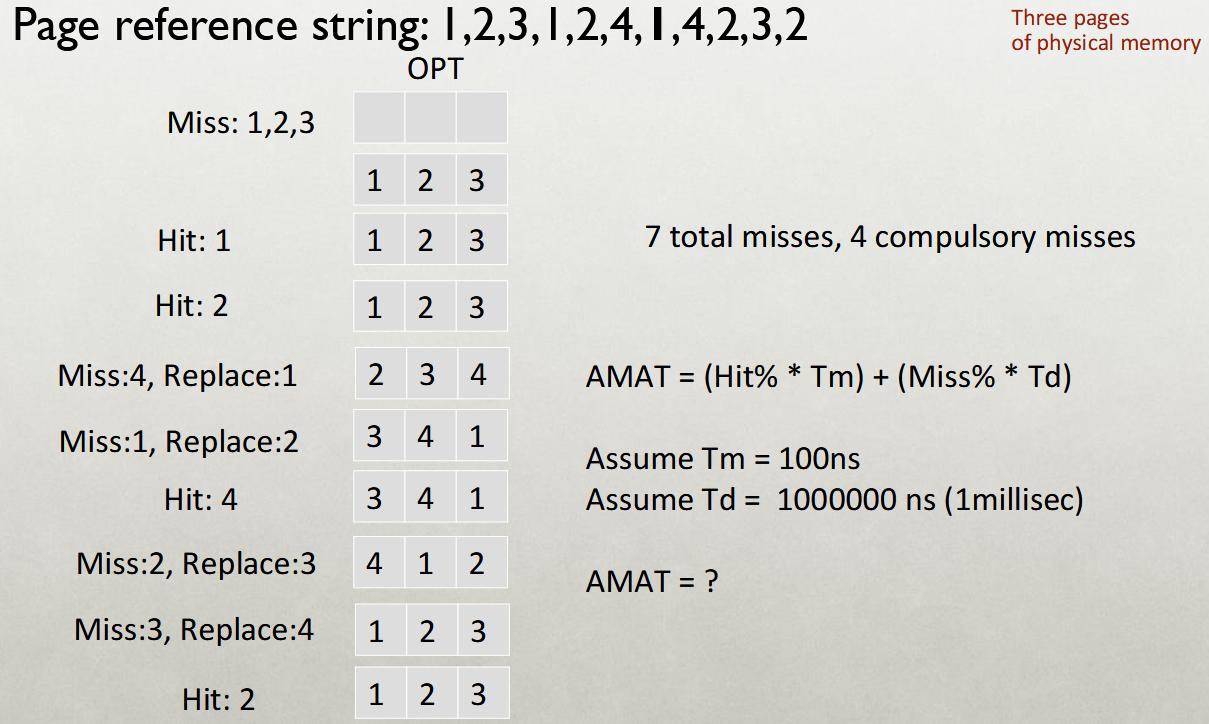 Page reference string: 1,2,3,1,2,4,1,4,2,3,2
Three pages
of physical memory
OPT
Miss: 1,2,3
1 2 3
Hit: 1
1 2 3
7 total misses, 4 compulsory misses
Hit: 2
1 2 3
Miss:4, Replace:1
2 3 4
AMAT = (Hit% * Tm) + (Miss% * Td)
Miss:1, Replace:2
3 4 1
Assume Tm = 100ns
Hit: 4
3 4 1
Assume Td =  1000000 ns (1millisec)
Miss:2, Replace:3
4 1 2
AMAT = ?
Miss:3, Replace:4
1 2 3
Hit: 2
1 2 3